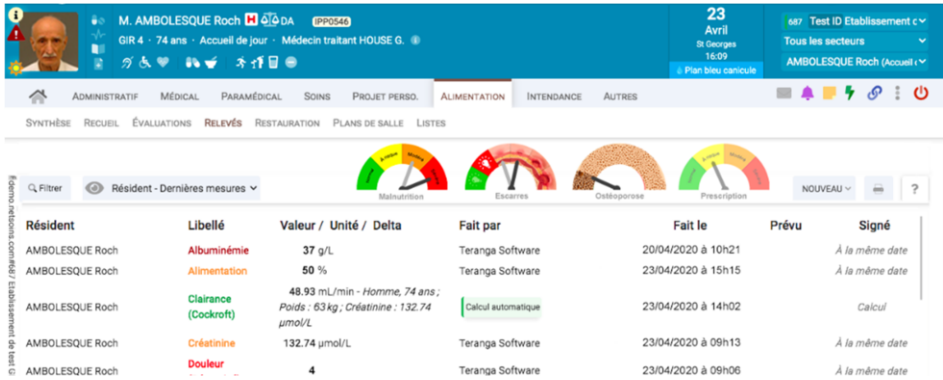 M. AMBOLESQUE Roch H DA IPP0546
GIR 4 · 74 ans · Accueil de jour · Médecin traitant HOUSE G.
23
Avril
St Georges
16:09
Plan bleu canicule
687 Test ID Etablissement c
Tous les secteurs
AMBOLESQUE Roch (Accueil
ADMINISTRATIF MÉDICAL PARAMÉDICAL SOINS PROJET PERSO. ALIMENTATION INTENDANCE AUTRES
SYNTHÈSE RECUEIL ÉVALUATIONS RELEVÉS RESTAURATION PLANS DE SALLE LISTES
Filtrer Résident - Dernières mesures
Malnutrition Escarres Ostéoporose Prescription
NOUVEAU ?
Résident Libellé Valeur / Unité / Delta Fait par Fait le Prévu Signé
AMBOLESQUE Roch Albuminémie 37 g/L Teranga Software 20/04/2020 à 10h21 À la même date
AMBOLESQUE Roch Alimentation 50 % Teranga Software 23/04/2020 à 15h15 À la même date
AMBOLESQUE Roch Clairance (Cockroft) 48.93 mL/min - Homme, 74 ans ; Poids : 63 kg ; Créatinine : 132.74 µmol/L Calcul automatique 23/04/2020 à 14h02 Calcul
AMBOLESQUE Roch Créatinine 132.74 µmol/L Teranga Software 23/04/2020 à 09h13 À la même date
AMBOLESQUE Roch Douleur 4 Teranga Software 23/04/2020 à 09h06 À la même date